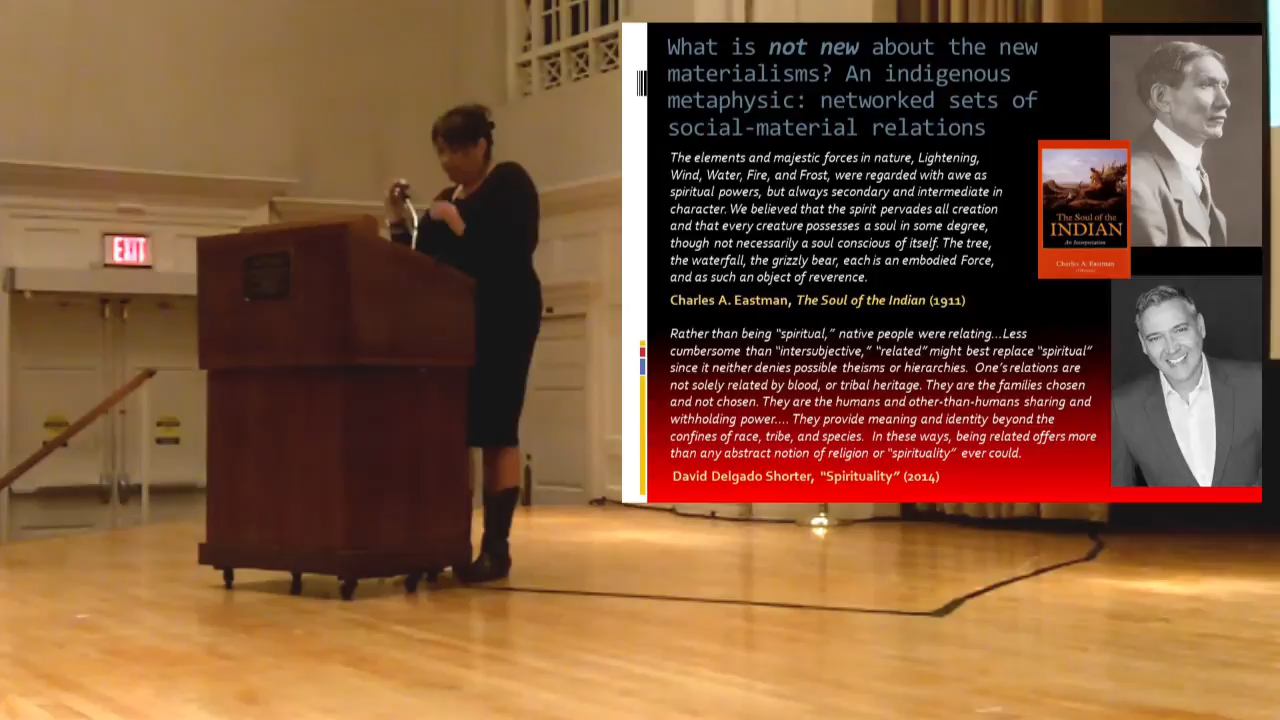 What is not new about the new
materialisms? An indigenous
metaphysic: networked sets of
social-material relations
The elements and majestic forces in nature, Lightening,
Wind, Water, Fire, and Frost, were regarded with awe as
spiritual powers, but always secondary and intermediate in
character. We believed that the spirit pervades all creation
and that every creature possesses a soul in some degree,
though not necessarily a soul conscious of itself. The tree,
the waterfall, the grizzly bear, each is an embodied Force,
and as such an object of reverence.
Charles A. Eastman, The Soul of the Indian (1911)
The Soul of the
INDIAN
An Interpretation
Charles A. Eastman
Rather than being “spiritual,” native people were relating...Less
cumbersome than “intersubjective,” “related” might best replace “spiritual”
since it neither denies possible theisms or hierarchies. One’s relations are
not solely related by blood, or tribal heritage. They are the families chosen
and not chosen. They are the humans and other-than-humans sharing and
withholding power.... They provide meaning and identity beyond the
confines of race, tribe, and species. In these ways, being related offers more
than any abstract notion of religion or “spirituality” ever could.
David Delgado Shorter, “Spirituality” (2014)
EXIT